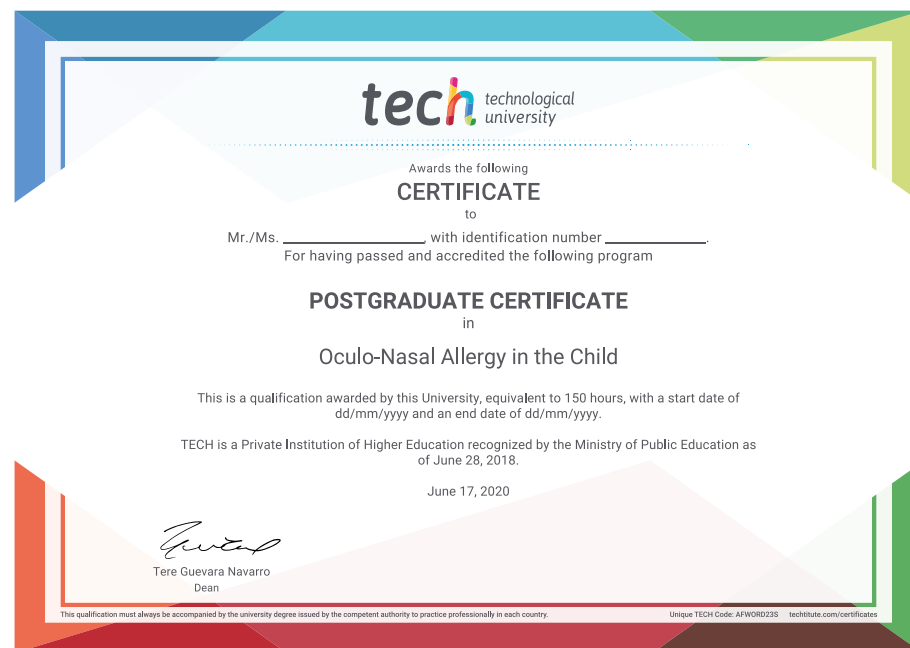 tech technological
university
Awards the following
CERTIFICATE
to
Mr./Ms. ____________, with identification number ____________.
For having passed and accredited the following program
POSTGRADUATE CERTIFICATE
in
Oculo-Nasal Allergy in the Child
This is a qualification awarded by this University, equivalent to 150 hours, with a start date of
dd/mm/yyyy and an end date of dd/mm/yyyy.
TECH is a Private Institution of Higher Education recognized by the Ministry of Public Education as
of June 28, 2018.
June 17, 2020
Tere Guevara Navarro
Dean
This qualification must always be accompanied by the university degree issued by the competent authority to practice professionally in each country. Unique TECH Code: AFWORD23S techtitute.com/certificates